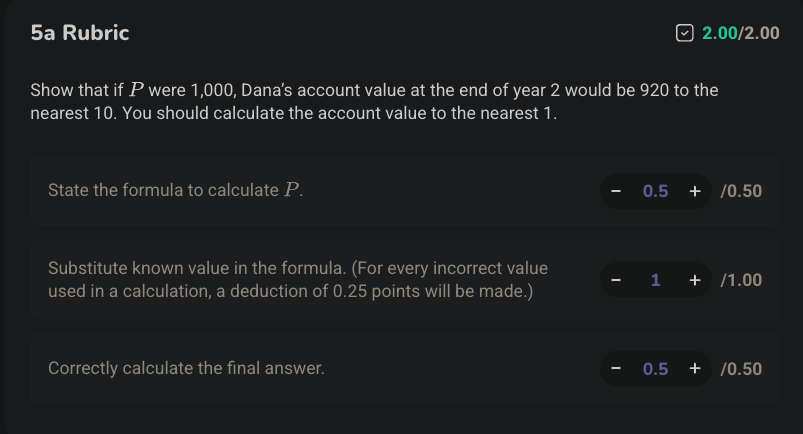 5a Rubric
2.00/2.00
Show that if P were 1,000, Dana’s account value at the end of year 2 would be 920 to the
nearest 10. You should calculate the account value to the nearest 1.
State the formula to calculate P.
− 0.5 + /0.50
Substitute known value in the formula. (For every incorrect value
used in a calculation, a deduction of 0.25 points will be made.)
− 1 + /1.00
Correctly calculate the final answer.
− 0.5 + /0.50